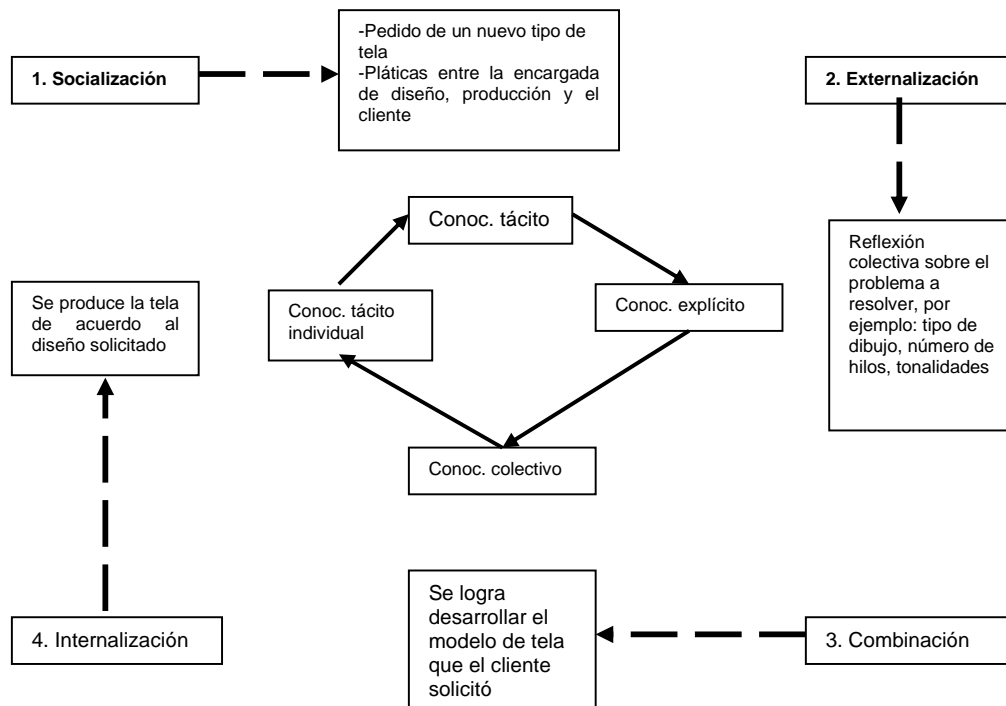 1. Socialización
-Pedido de un nuevo tipo de
tela
-Pláticas entre la encargada
de diseño, producción y el
cliente
2. Externalización
Conoc. tácito
Reflexión
colectiva sobre el
problema a
resolver, por
ejemplo: tipo de
dibujo, número de
hilos, tonalidades
Se produce la tela
de acuerdo al
diseño solicitado
Conoc. tácito
individual
Conoc. explícito
Conoc. colectivo
4. Internalización
Se logra
desarrollar el
modelo de tela
que el cliente
solicitó
3. Combinación